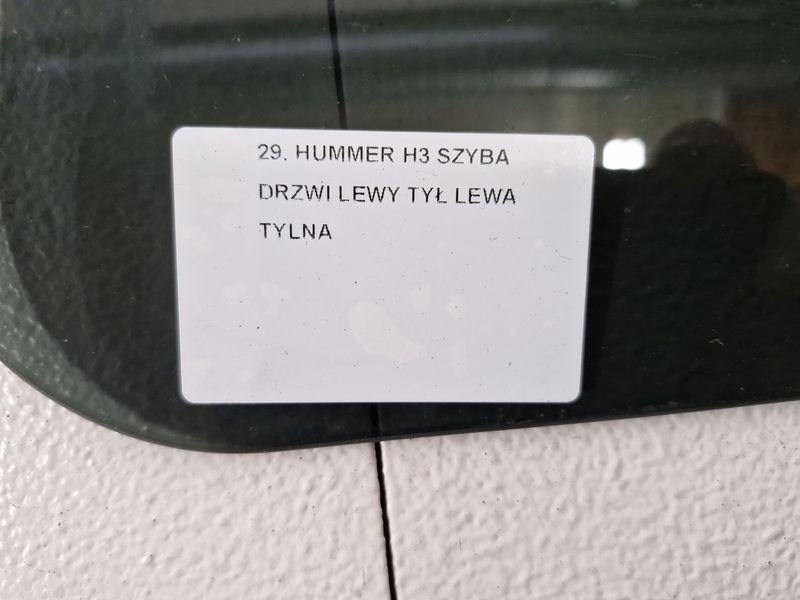 29. HUMMER H3 SZYBA
DRZWI LEWY TYŁ LEWA
TYLNA